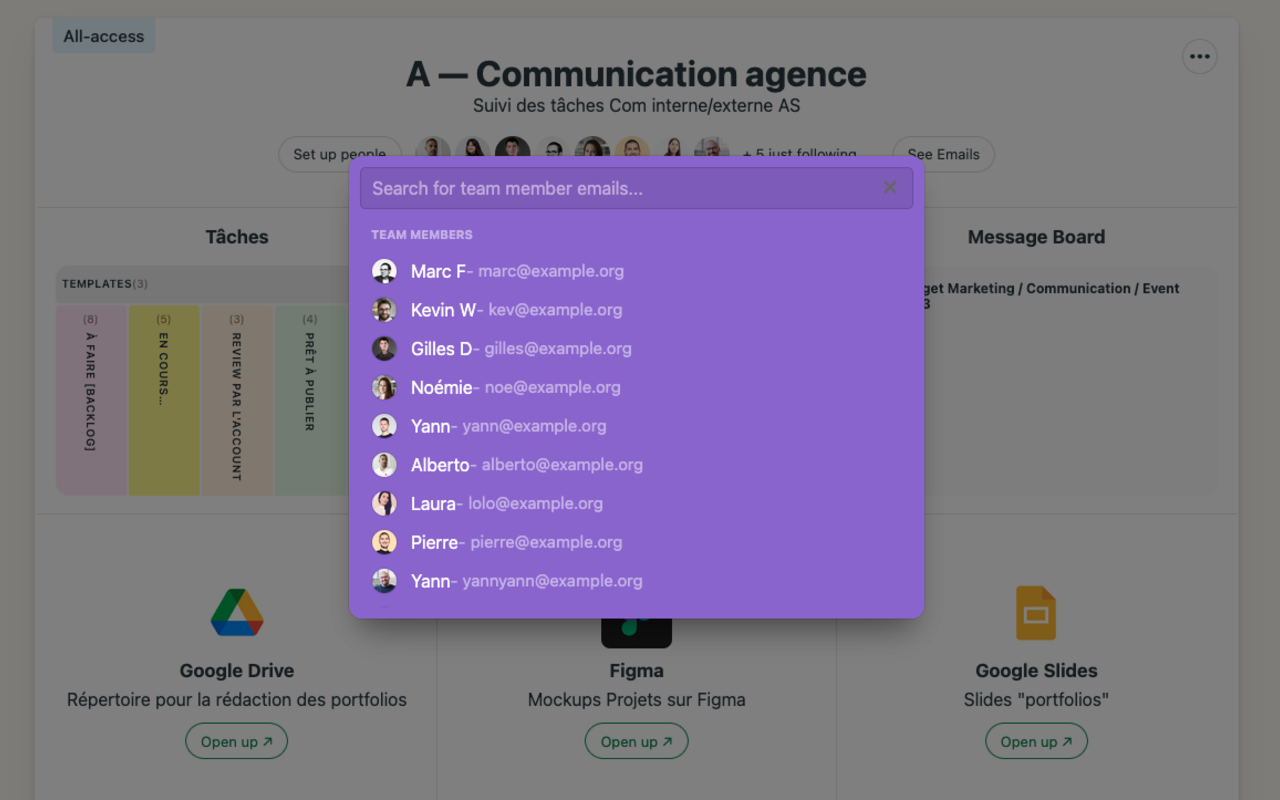 All-access
A — Communication agence
Suivi des tâches Com interne/externe AS
Set up people
+ 5 just following
See Emails
Search for team member emails...
TEAM MEMBERS
Marc F- marc@example.org
Kevin W- kev@example.org
Gilles D- gilles@example.org
Noémie- noe@example.org
Yann- yann@example.org
Alberto- alberto@example.org
Laura- lolo@example.org
Pierre- pierre@example.org
Yann- yannyann@example.org
Tâches
TEMPLATES(3)
(8)
À FAIRE [BACKLOG]
(5)
EN COURS...
(3)
REVIEW PAR L'ACCOUNT
(4)
PRÊT À PUBLIER
Message Board
get Marketing / Communication / Event
3
Google Drive
Répertoire pour la rédaction des portfolios
Open up ↗
Figma
Mockups Projets sur Figma
Open up ↗
Google Slides
Slides "portfolios"
Open up ↗